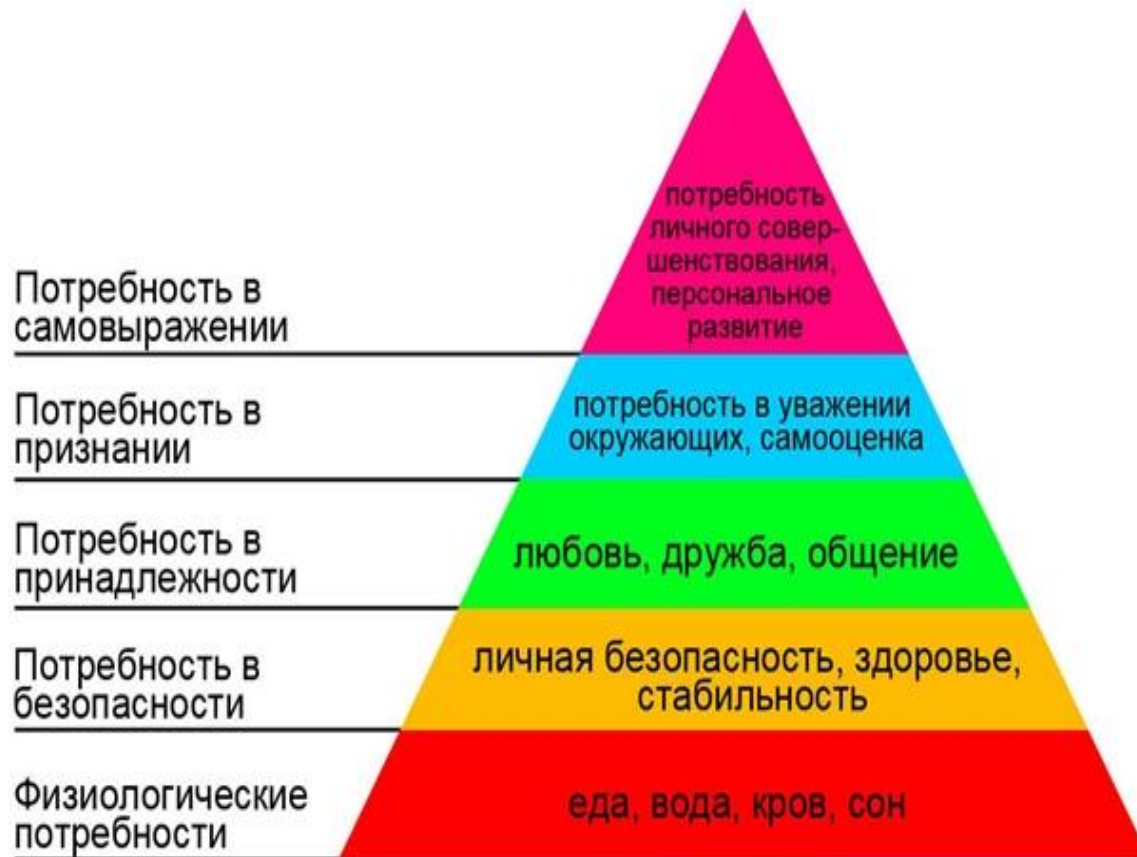 потребность
личного совер-
шенствования,
персональное
развитие
Потребность в
самовыражении
потребность в уважении
окружающих, самооценка
Потребность в
признании
любовь, дружба, общение
Потребность в
принадлежности
личная безопасность, здоровье,
стабильность
Потребность в
безопасности
еда, вода, кров, сон
Физиологические
потребности